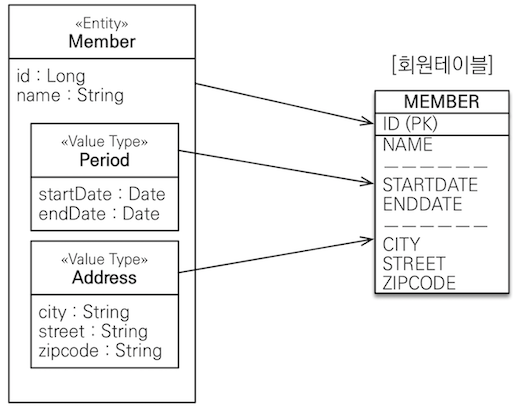 «Entity»
Member
id : Long
name : String
«Value Type»
Period
startDate : Date
endDate : Date
«Value Type»
Address
city : String
street : String
zipcode : String
[회원테이블]
MEMBER
ID (PK)
NAME
STARTDATE
ENDDATE
CITY
STREET
ZIPCODE